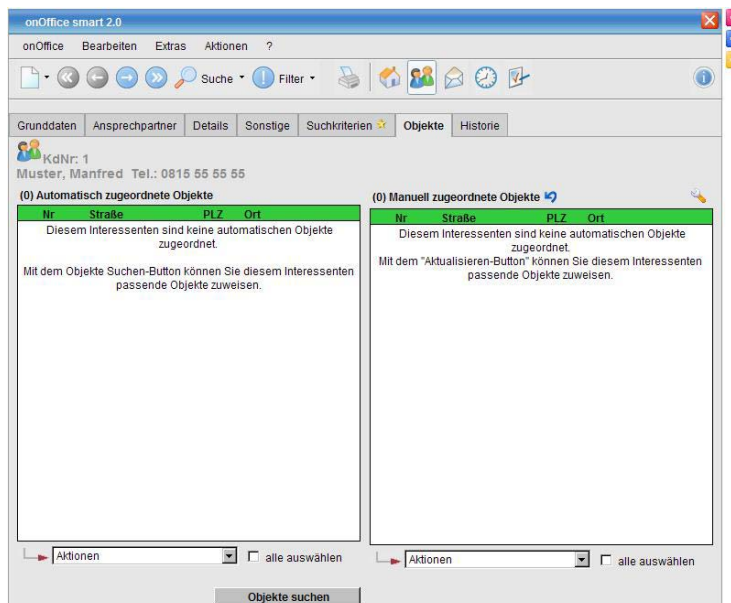 onOffice smart 2.0
onOffice Bearbeiten Extras Aktionen ?
Suche Filter
Grunddaten Ansprechpartner Details Sonstige Suchkriterien Objekte Historie
KdNr: 1
Muster, Manfred Tel.: 0815 55 55 55
(0) Automatisch zugeordnete Objekte
Nr Straße PLZ Ort
Diesem Interessenten sind keine automatischen Objekte
zugeordnet.
Mit dem Objekte Suchen-Button können Sie diesem Interessenten
passende Objekte zuweisen.
Aktionen alle auswählen
Objekte suchen
(0) Manuell zugeordnete Objekte
Nr Straße PLZ Ort
Diesem Interessenten sind keine automatischen Objekte
zugeordnet.
Mit dem "Aktualisieren-Button" können Sie diesem Interessenten
passende Objekte zuweisen.
Aktionen alle auswählen